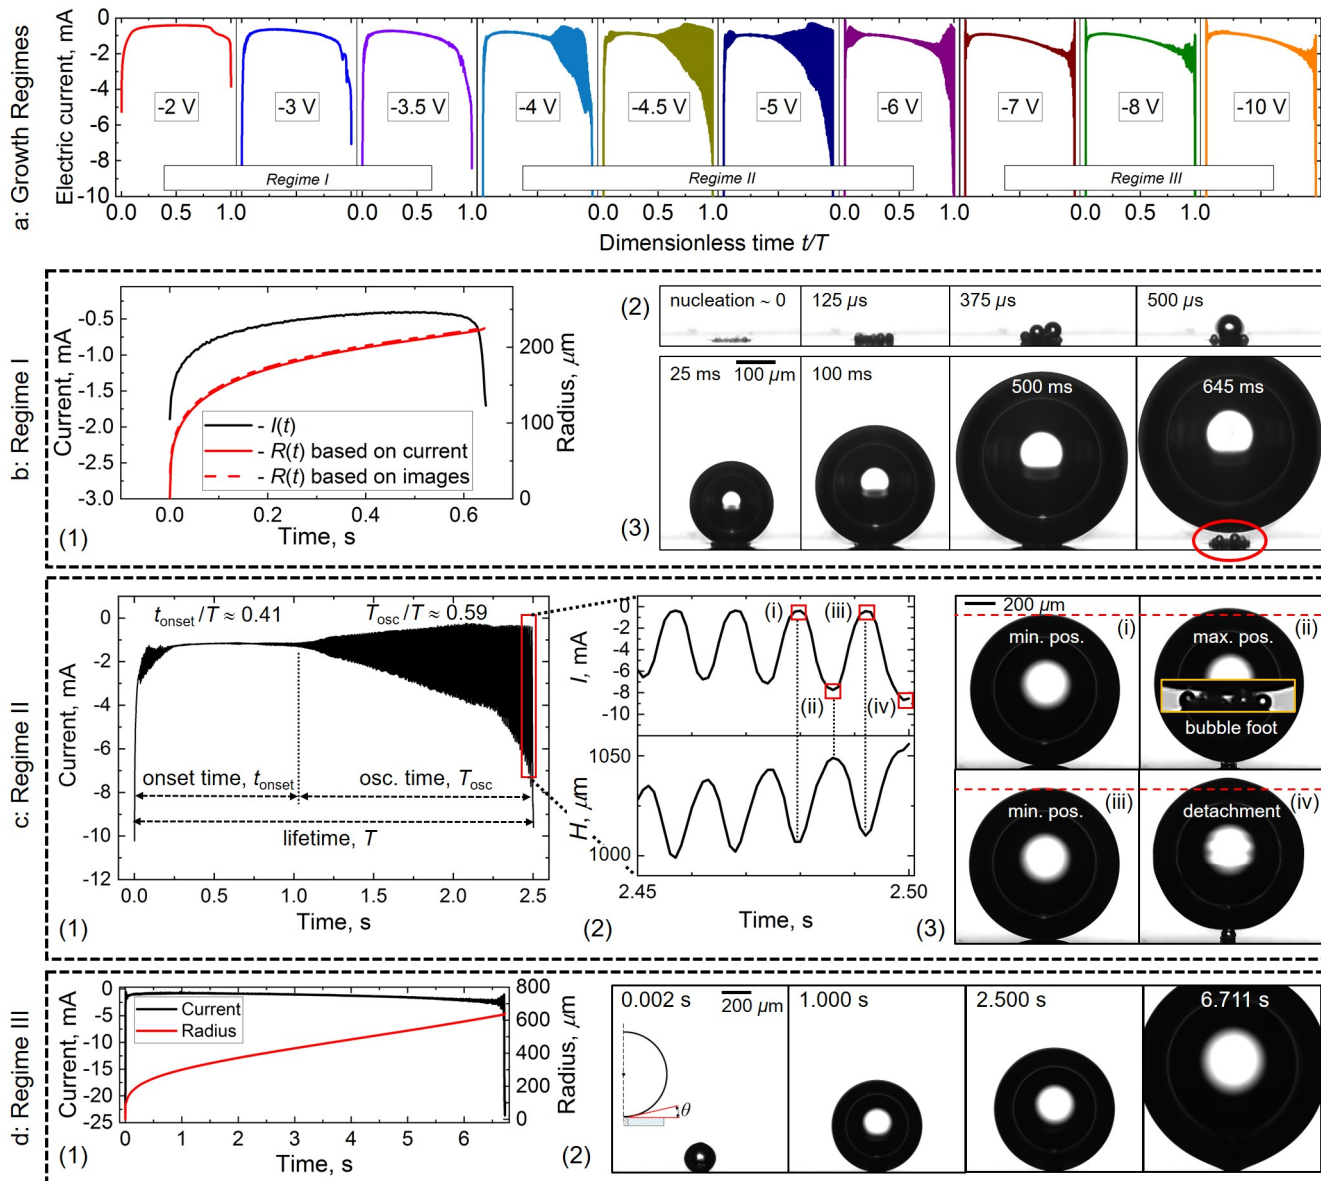 a: Growth Regimes
Electric current, mA
0
-2
-4
-6
-8
-10
-2 V
-3 V
-3.5 V
-4 V
-4.5 V
-5 V
-6 V
-7 V
-8 V
-10 V
Regime I
Regime II
Regime III
0.0 0.5 1.0 0.0 0.5 1.0 0.0 0.5 1.0 0.0 0.5 1.0 0.0 0.5 1.0
Dimensionless time t/T
b: Regime I
Current, mA
-0.5
-1.0
-1.5
-2.0
-2.5
-3.0
- I(t)
- R(t) based on current
- R(t) based on images
200
100
0
Radius, µm
0.0 0.2 0.4 0.6
Time, s
(1)
(2)
nucleation ~ 0
125 µs
375 µs
500 µs
25 ms
100 µm
100 ms
500 ms
645 ms
(3)
c: Regime II
Current, mA
0
-2
-4
-6
-8
-10
-12
tonset/T ≈ 0.41
Tosc/T ≈ 0.59
onset time, tonset
osc. time, Tosc
lifetime, T
0.0 0.5 1.0 1.5 2.0 2.5
Time, s
(1)
I, mA
0
-2
-4
-6
-8
-10
(i)
(iii)
(ii)
(iv)
H, µm
1050
1000
2.45 2.50
Time, s
(2)
200 µm
(i)
min. pos.
max. pos.
(ii)
bubble foot
min. pos.
(iii)
detachment
(iv)
(3)
d: Regime III
Current, mA
0
-5
-10
-15
-20
-25
Current
Radius
800
600
400
200
0
Radius, µm
0 1 2 3 4 5 6
Time, s
(1)
0.002 s
200 µm
θ
1.000 s
2.500 s
6.711 s
(2)